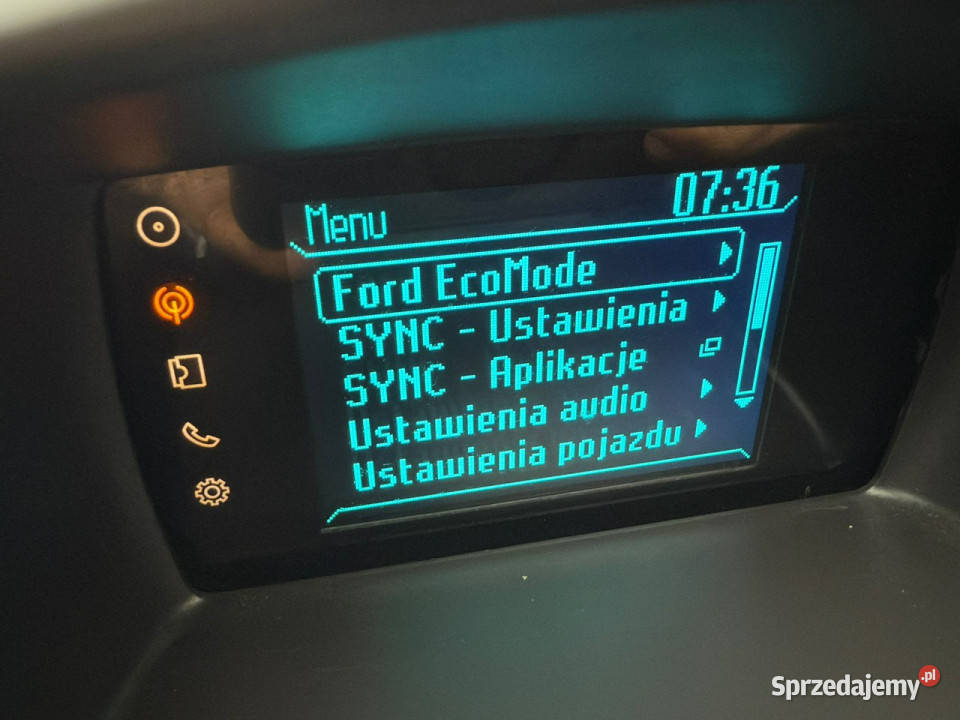 Menu
07:36
Ford EcoMode
SYNC - Ustawienia
SYNC - Aplikacje
Ustawienia audio
Ustawienia pojazdu
Sprzedajemy.pl